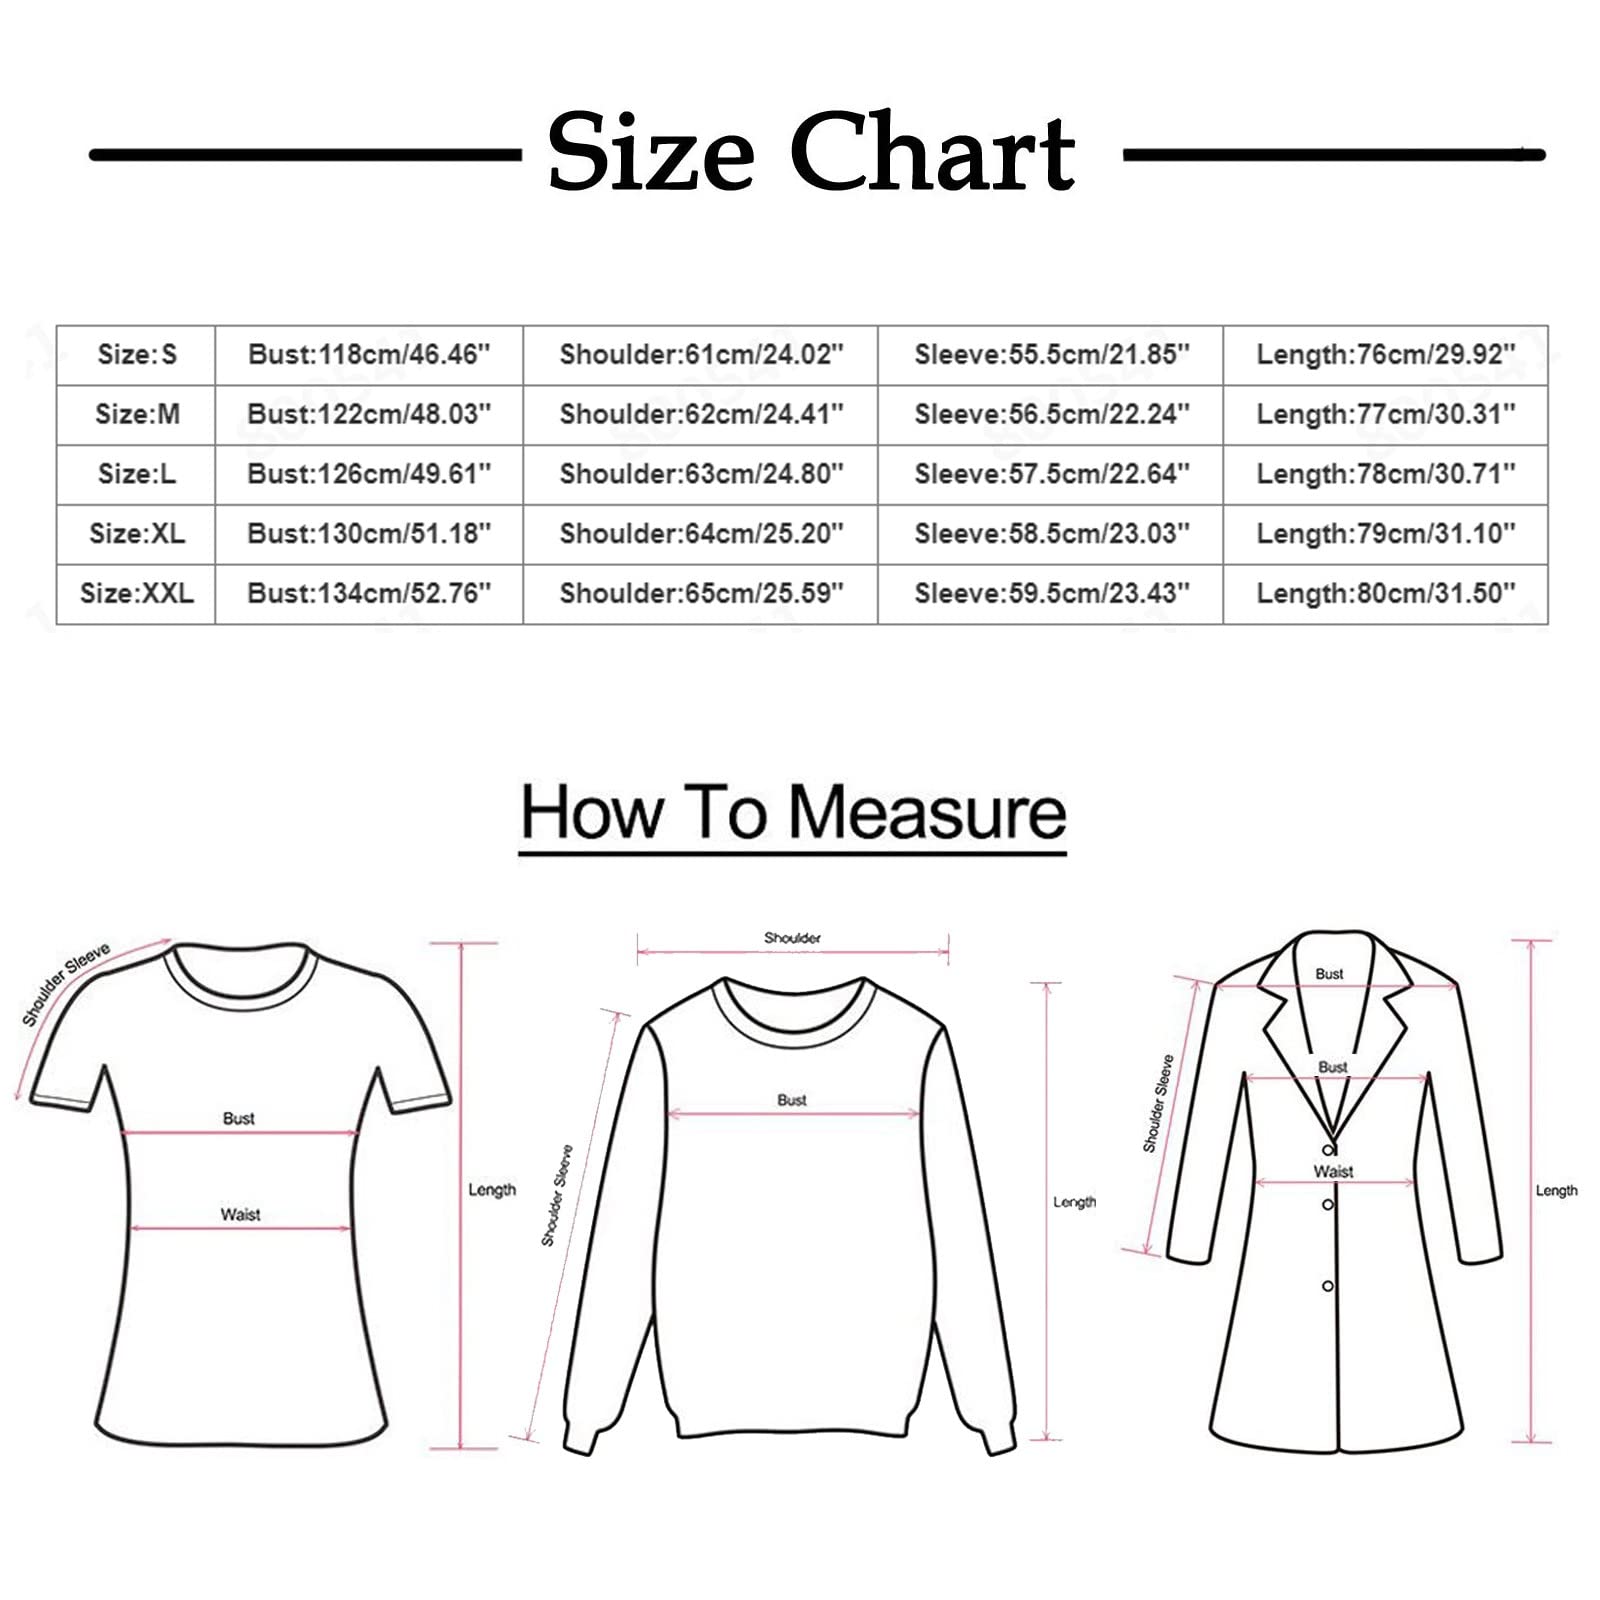 Size Chart
Size:S Bust:118cm/46.46" Shoulder:61cm/24.02" Sleeve:55.5cm/21.85" Length:76cm/29.92"
Size:M Bust:122cm/48.03" Shoulder:62cm/24.41" Sleeve:56.5cm/22.24" Length:77cm/30.31"
Size:L Bust:126cm/49.61" Shoulder:63cm/24.80" Sleeve:57.5cm/22.64" Length:78cm/30.71"
Size:XL Bust:130cm/51.18" Shoulder:64cm/25.20" Sleeve:58.5cm/23.03" Length:79cm/31.10"
Size:XXL Bust:134cm/52.76" Shoulder:65cm/25.59" Sleeve:59.5cm/23.43" Length:80cm/31.50"
How To Measure
Shoulder Sleeve
Bust
Waist
Length
Shoulder
Bust
Shoulder Sleeve
Length
Bust
Bust
Shoulder Sleeve
Waist
Length